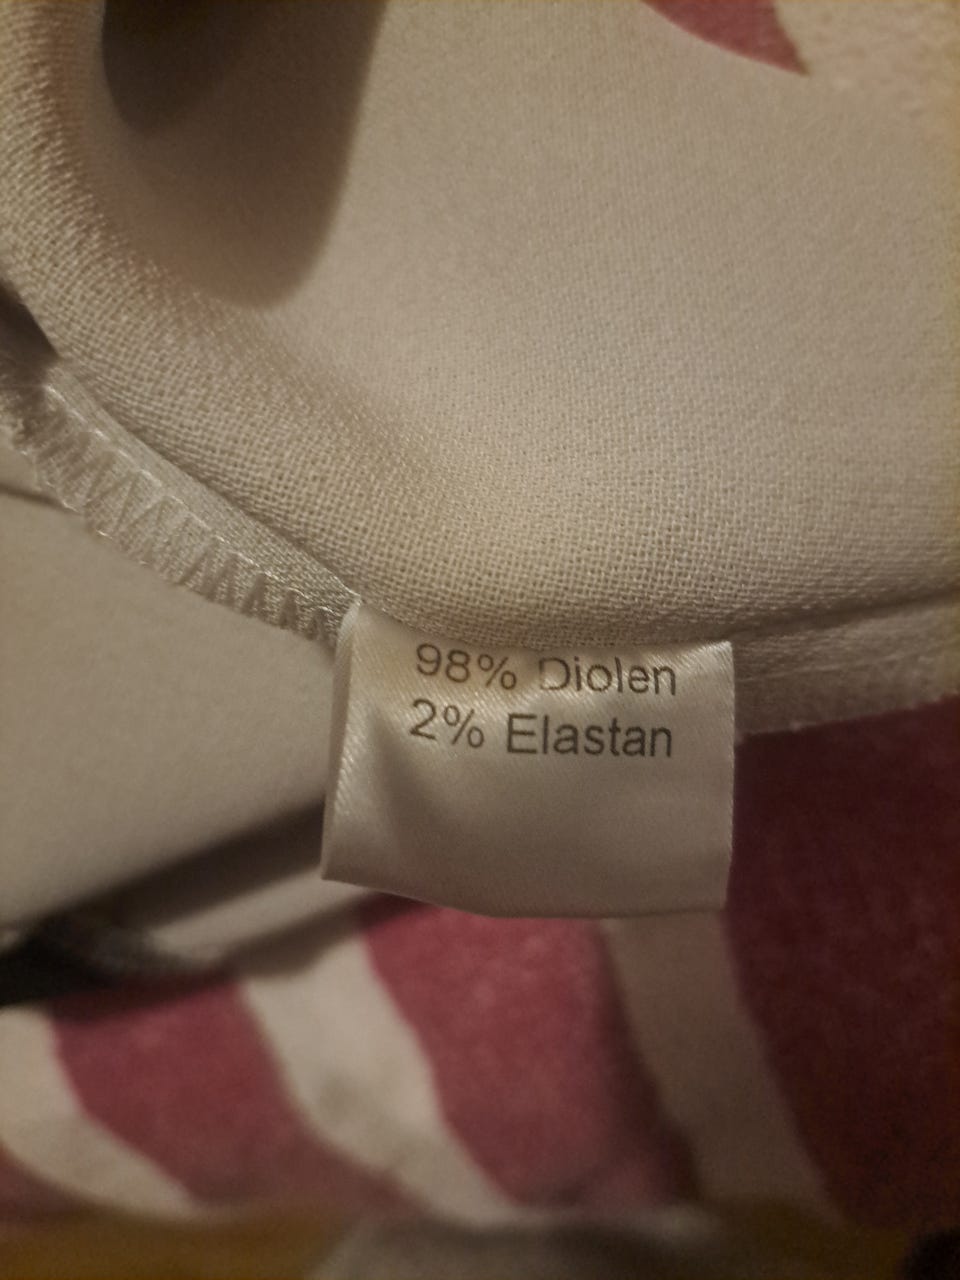 98% Diolen
2% Elastan